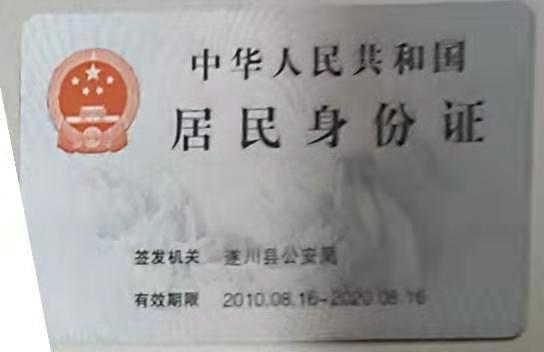 中华人民共和国
居民身份证
签发机关 遂川县公安局
有效期限 2010.08.16-2020.08.16